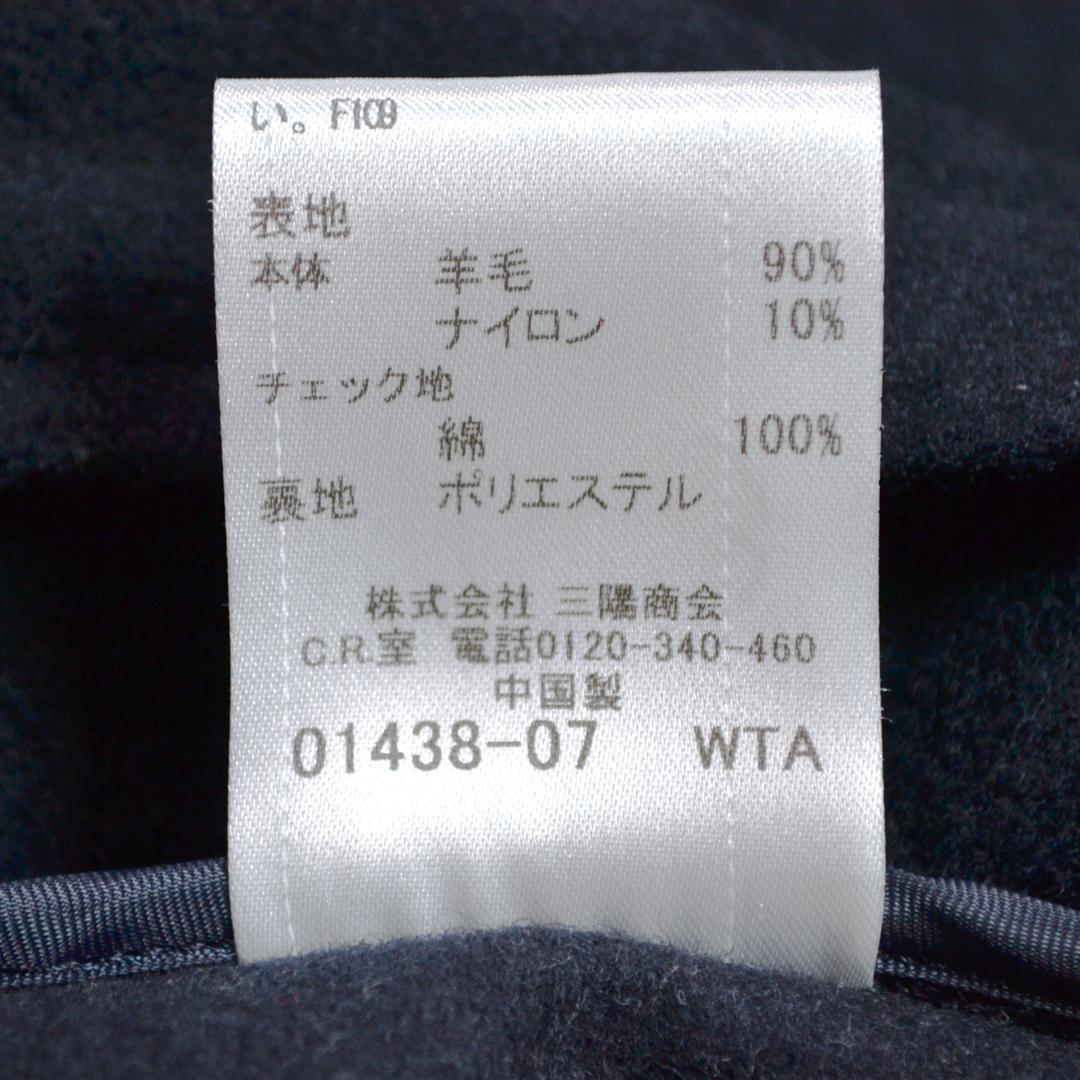 い。F109
表地
本体 羊毛 90%
ナイロン 10%
チェック地
綿 100%
裏地 ポリエステル
株式会社 三陽商会
C.R.室 電話0120-340-460
中国製
01438-07 WTA